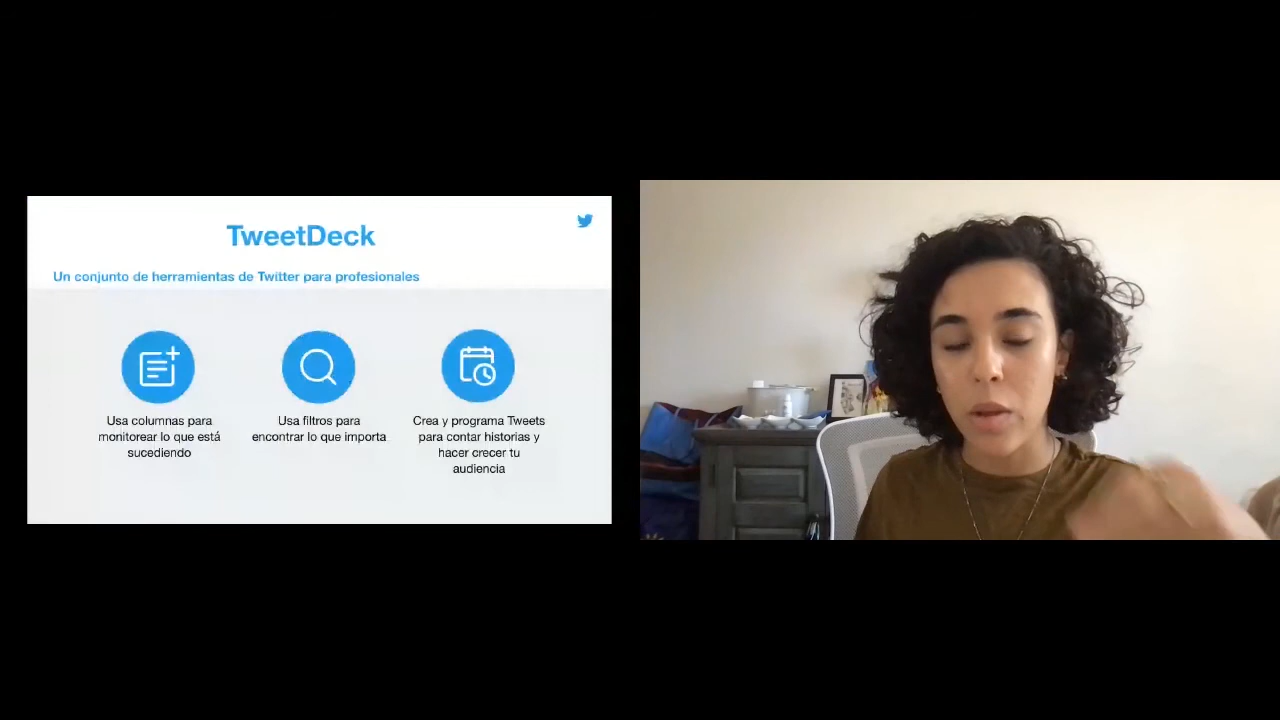 TweetDeck
Un conjunto de herramientas de Twitter para profesionales
Usa columnas para
monitorear lo que está
sucediendo
Usa filtros para
encontrar lo que importa
Crea y programa Tweets
para contar historias y
hacer crecer tu
audiencia